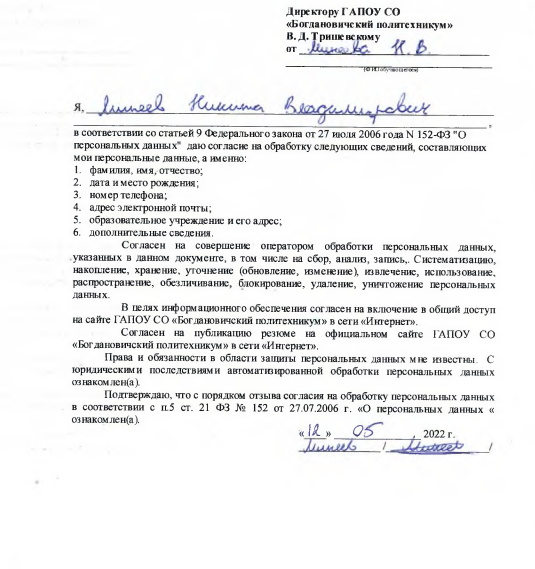 Директору ГАПОУ СО
«Богданович­ский политехникум»
В. Д. Тришевскому
от Минеева Н. В.
(ФИО обучающегося)
Я, Минеев Никита Владимирович
,
в соответствии со статьей 9 Федерального закона от 27 июля 2006 года N 152-ФЗ "О
персональных данных" даю согласие на обработку следующих сведений, составляющих
мои персональные данные, а именно:
1. фамилия, имя, отчество;
2. дата и место рождения;
3. номер телефона;
4. адрес электронной почты;
5. образовательное учреждение и его адрес;
6. дополнительные сведения.
Согласен на совершение оператором обработки персональных данных,
указанных в данном документе, в том числе на сбор, анализ, запись,. Систематизацию,
накопление, хранение, уточнение (обновление, изменение), извлечение, использование,
распространение, обезличивание, блокирование, удаление, уничтожение персональных
данных.
В целях информационного обеспечения согласен на включение в общий доступ
на сайте ГАПОУ СО «Богдановичский политехникум» в сети «Интернет».
Согласен на публикацию резюме на официальном сайте ГАПОУ СО
«Богдановичский политехникум» в сети «Интернет».
Права и обязанности в области защиты персональных данных мне известны. С
юридическими последствиями автоматизированной обработки персональных данных
ознакомлен(а).
Подтверждаю, что с порядком отзыва согласия на обработку персональных данных
в соответствии с п.5 ст. 21 ФЗ № 152 от 27.07.2006 г. «О персональных данных «
ознакомлен(а).
«12» 05, 2022 г.
Минеев / Минеев /